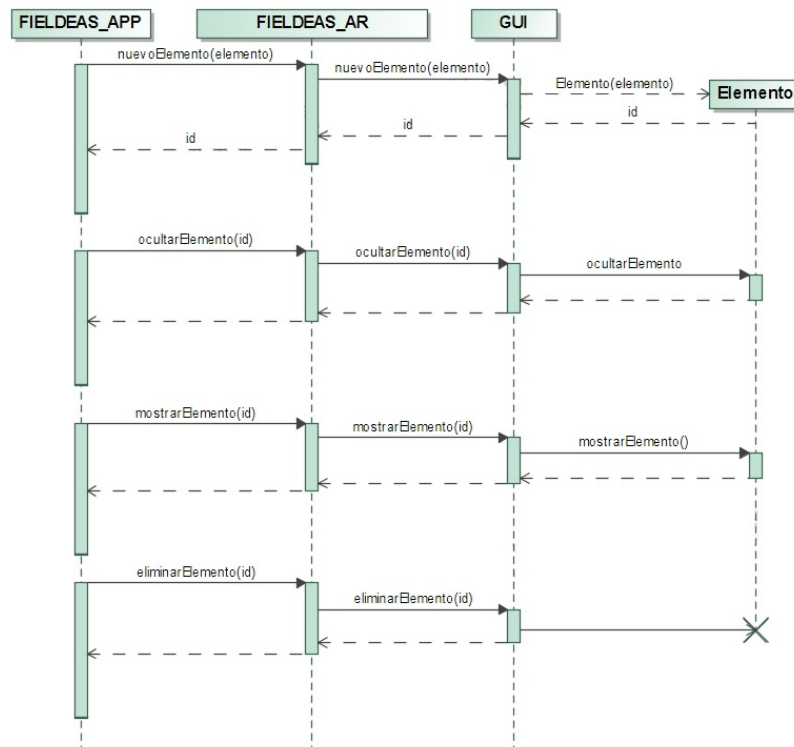 FIELDEAS_APP
FIELDEAS_AR
GUI
nuevoElemento(elemento)
nuevoElemento(elemento)
Elemento(elemento)
Elemento
id
id
id
ocultarElemento(id)
ocultarElemento(id)
ocultarElemento
mostrarElemento(id)
mostrarElemento(id)
mostrarElemento()
eliminarElemento(id)
eliminarElemento(id)